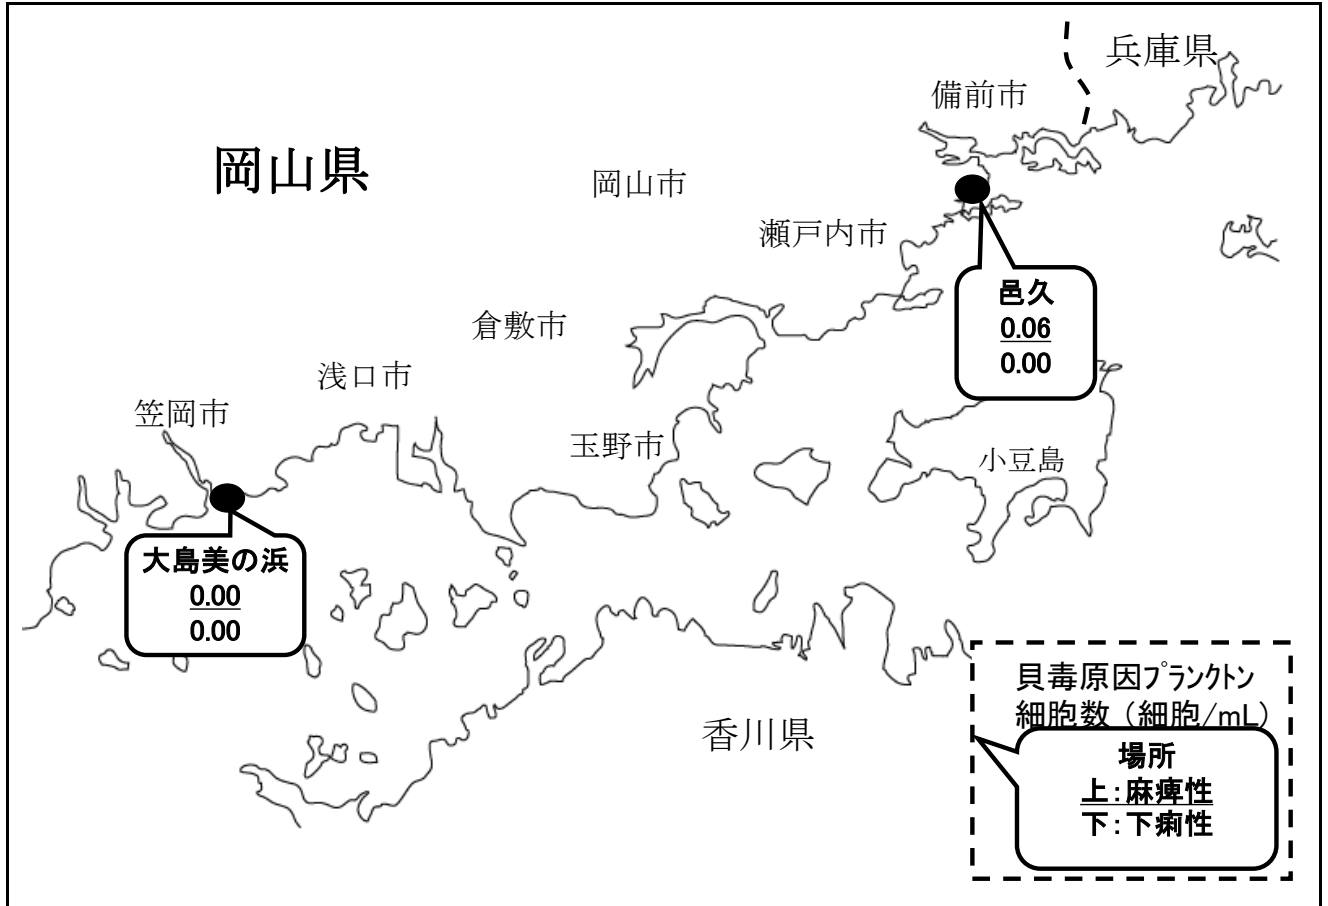 兵庫県
備前市
岡山県
岡山市
瀬戸内市
邑久
0.06
0.00
倉敷市
浅口市
笠岡市
玉野市
小豆島
大島美の浜
0.00
0.00
香川県
貝毒原因プランクトン
細胞数（細胞/mL）
場所
上：麻痺性
下：下痢性